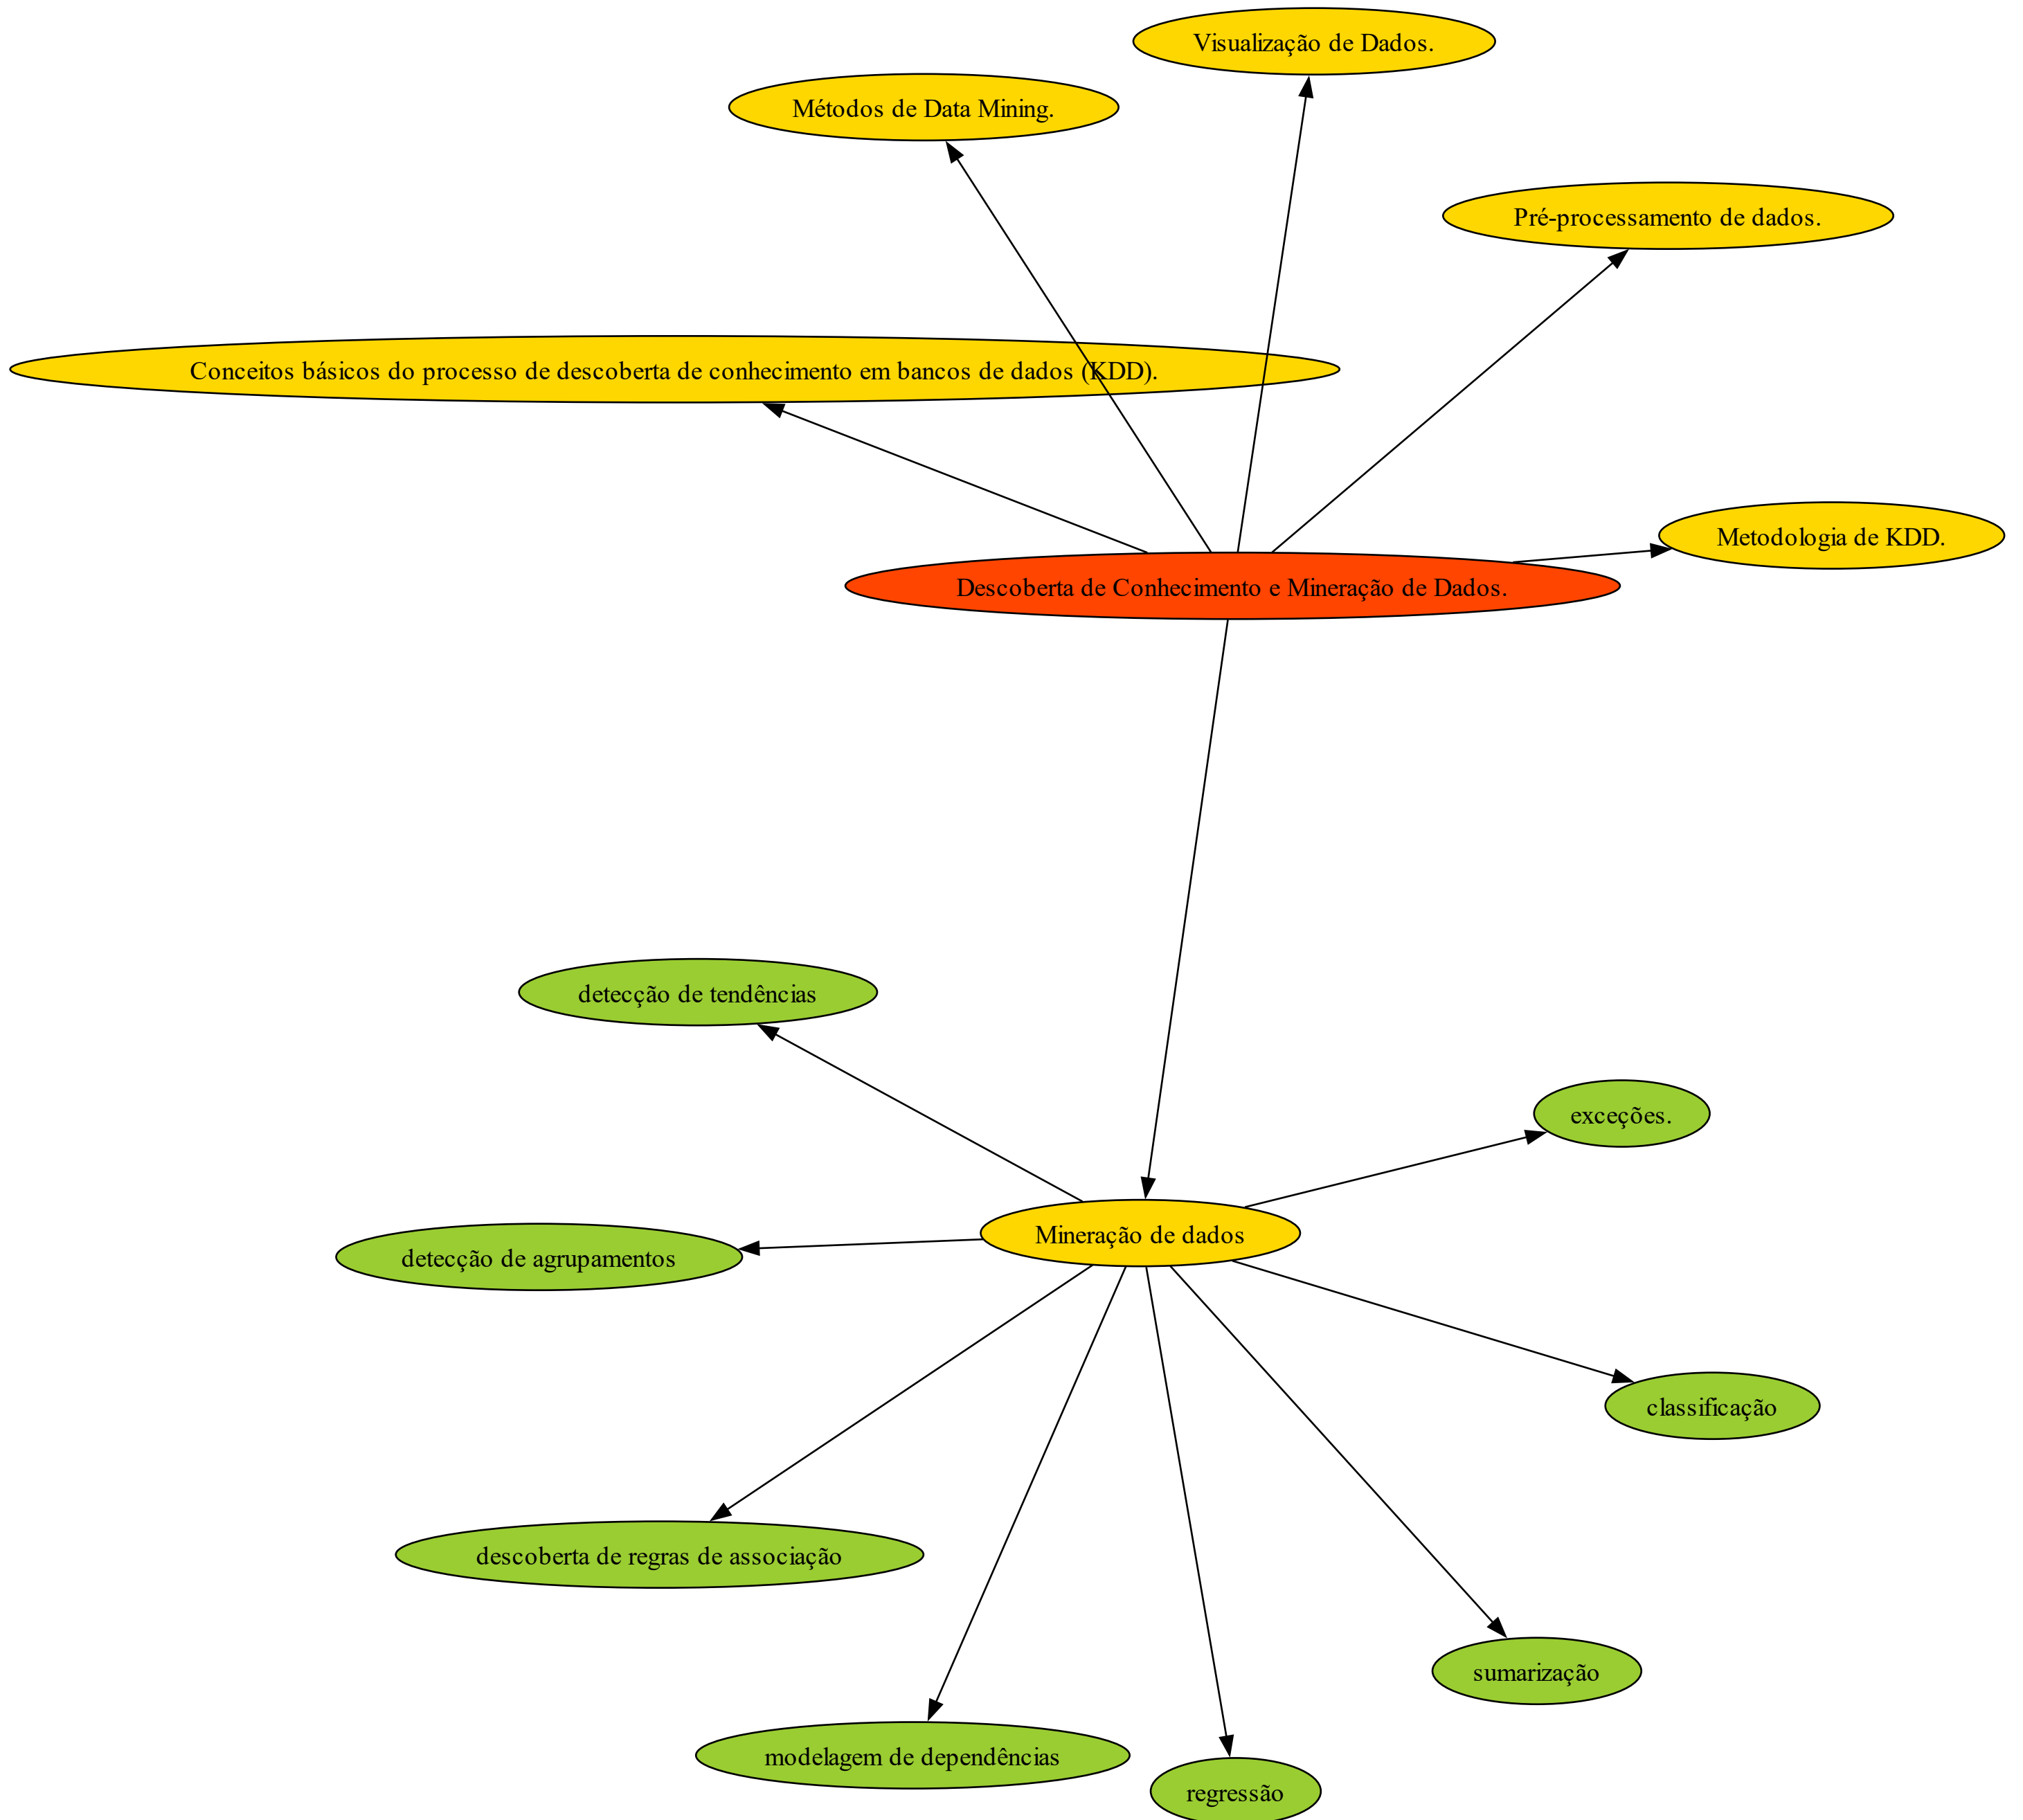 Visualização de Dados.
Métodos de Data Mining.
Pré-processamento de dados.
Conceitos básicos do processo de descoberta de conhecimento em bancos de dados (KDD).
Metodologia de KDD.
Descoberta de Conhecimento e Mineração de Dados.
detecção de tendências
exceções.
Mineração de dados
detecção de agrupamentos
classificação
descoberta de regras de associação
sumarização
modelagem de dependências
regressão